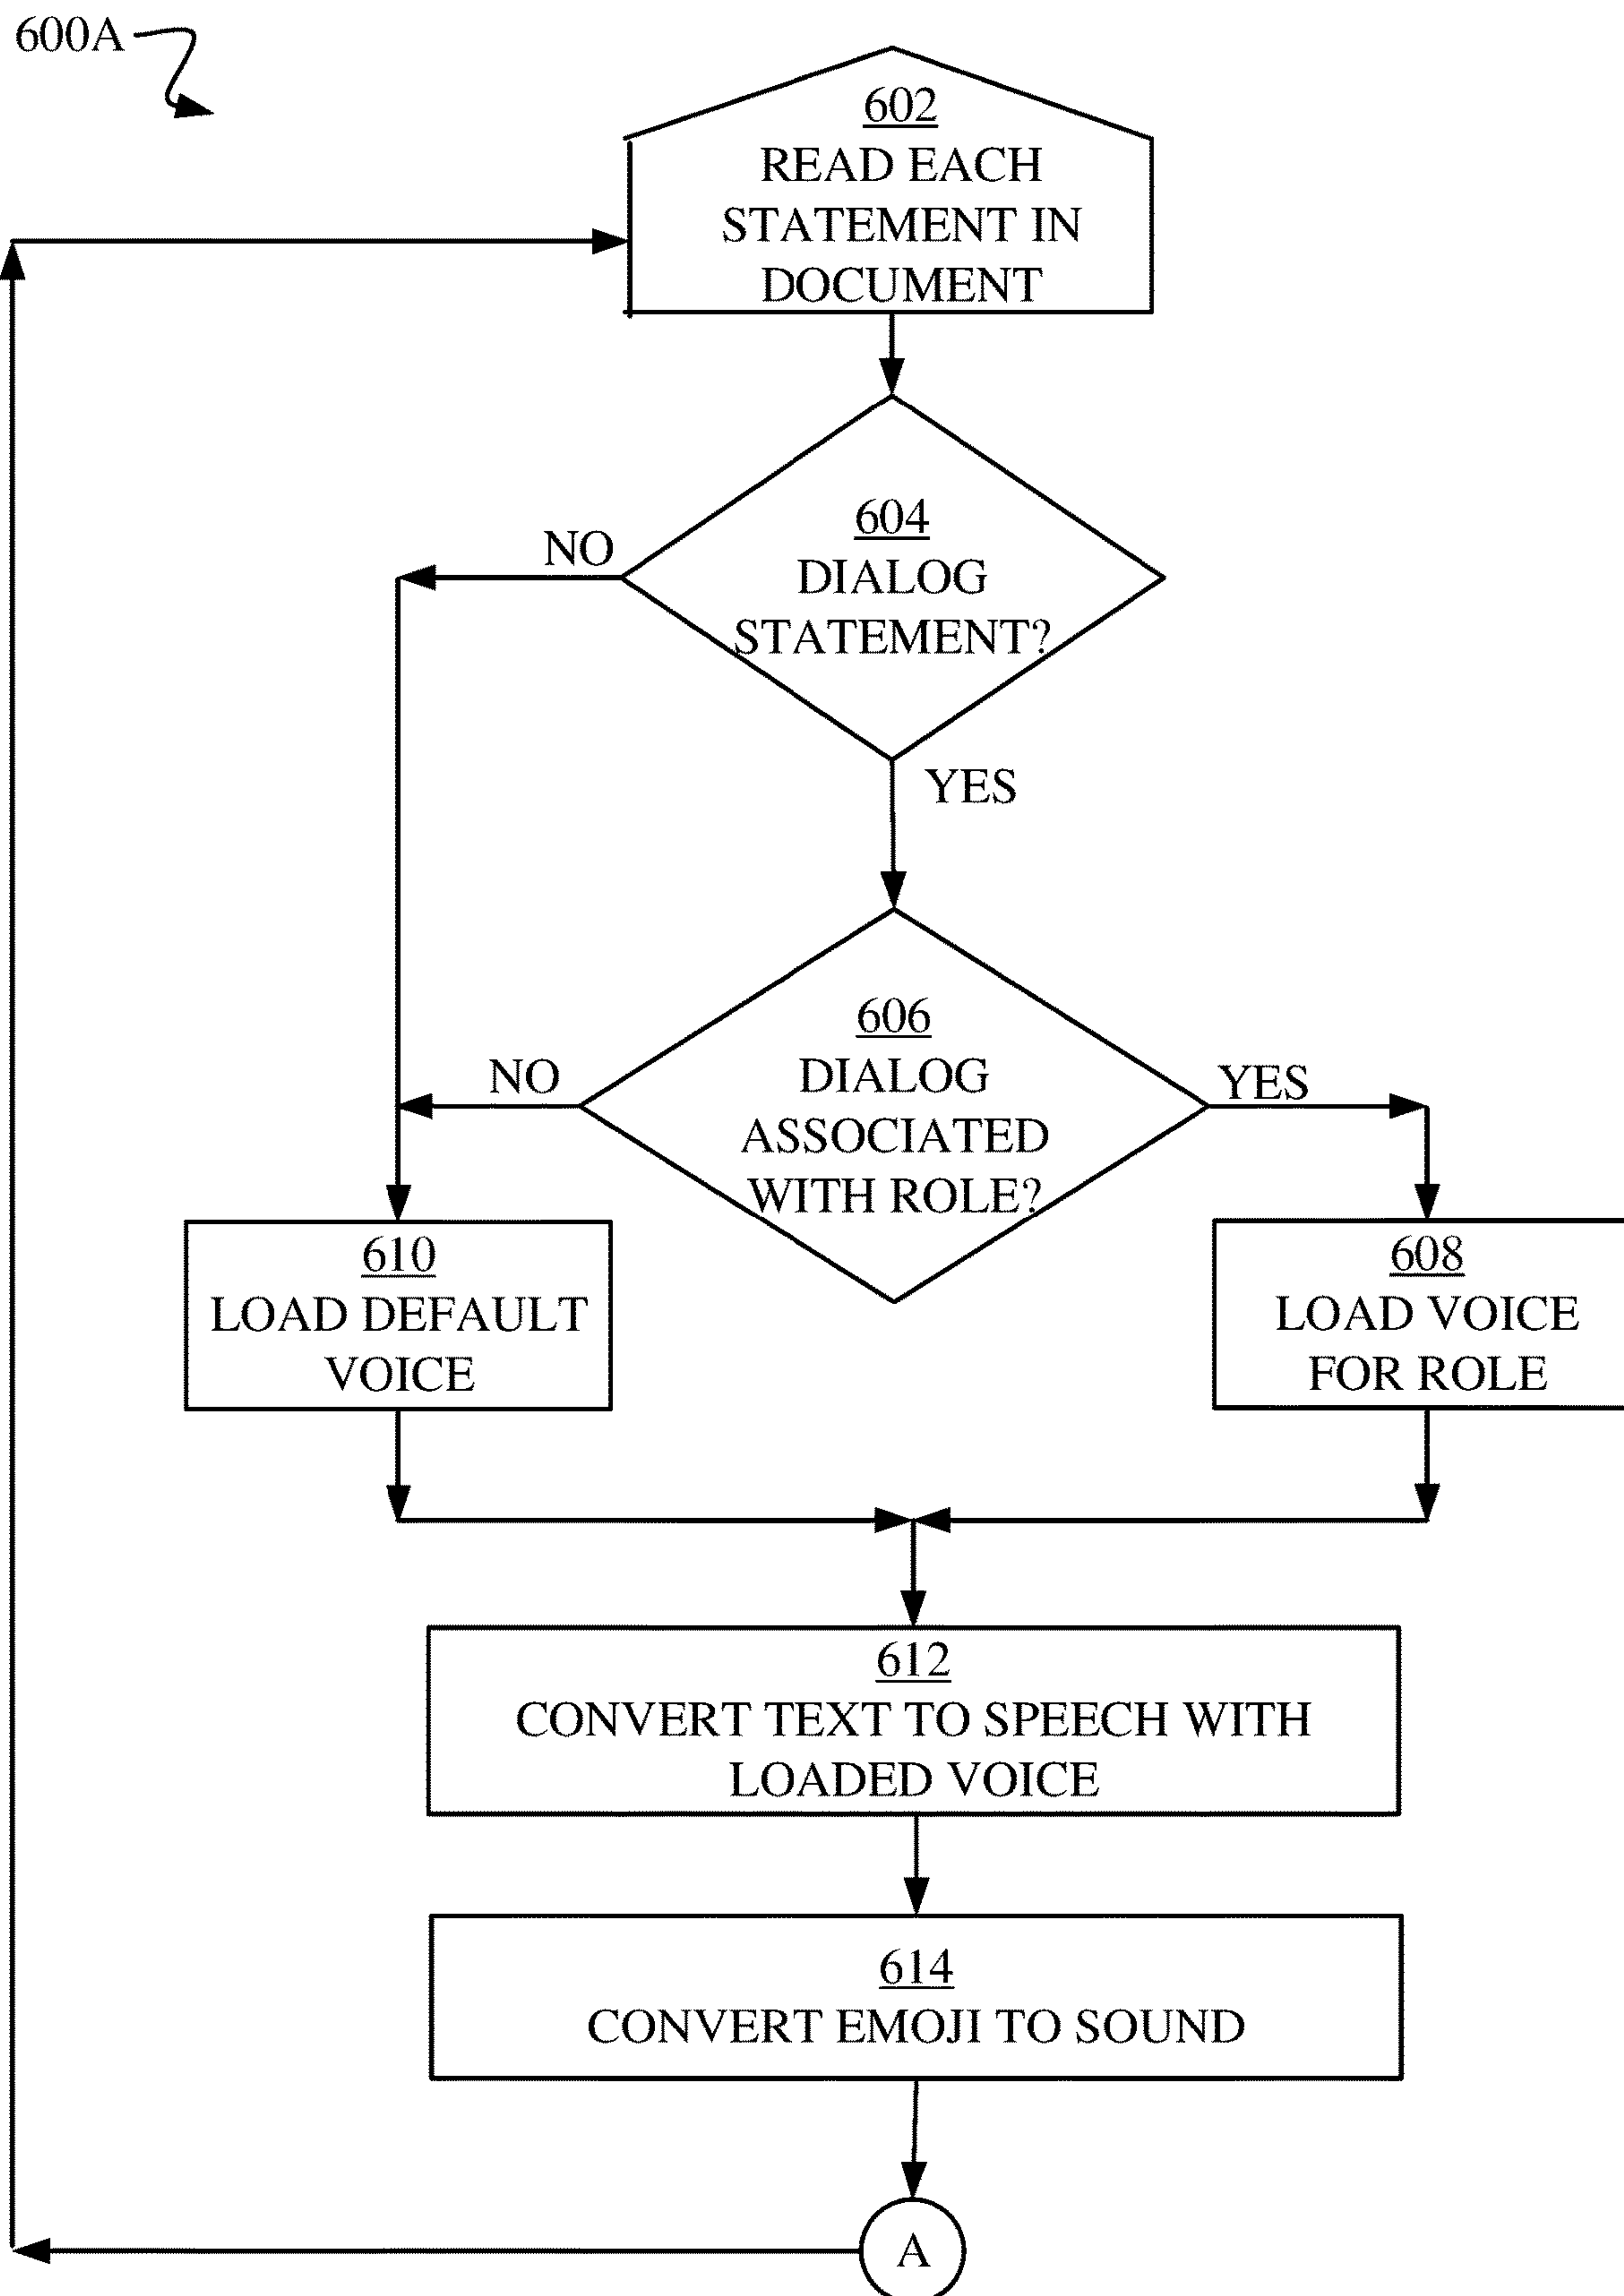 600A
602
READ EACH
STATEMENT IN
DOCUMENT
604
DIALOG
STATEMENT?
NO
YES
606
DIALOG
ASSOCIATED
WITH ROLE?
NO
YES
610
LOAD DEFAULT
VOICE
608
LOAD VOICE
FOR ROLE
612
CONVERT TEXT TO SPEECH WITH
LOADED VOICE
614
CONVERT EMOJI TO SOUND
A